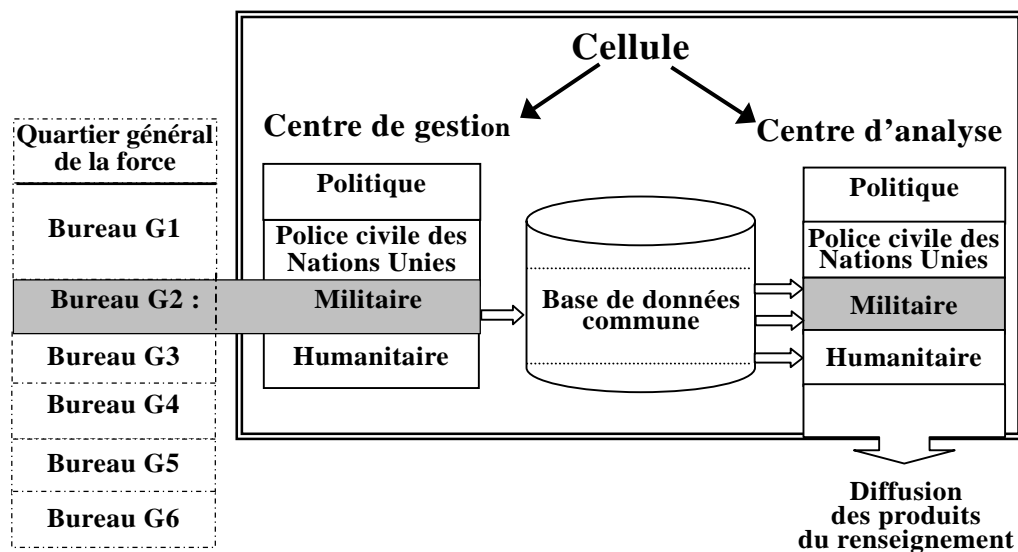 Cellule
Quartier général
de la force
Bureau G1
Bureau G2 :
Bureau G3
Bureau G4
Bureau G5
Bureau G6
Centre de gestion
Politique
Police civile des
Nations Unies
Militaire
Humanitaire
Base de données
commune
Centre d'analyse
Politique
Police civile des
Nations Unies
Militaire
Humanitaire
Diffusion
des produits
du renseignement